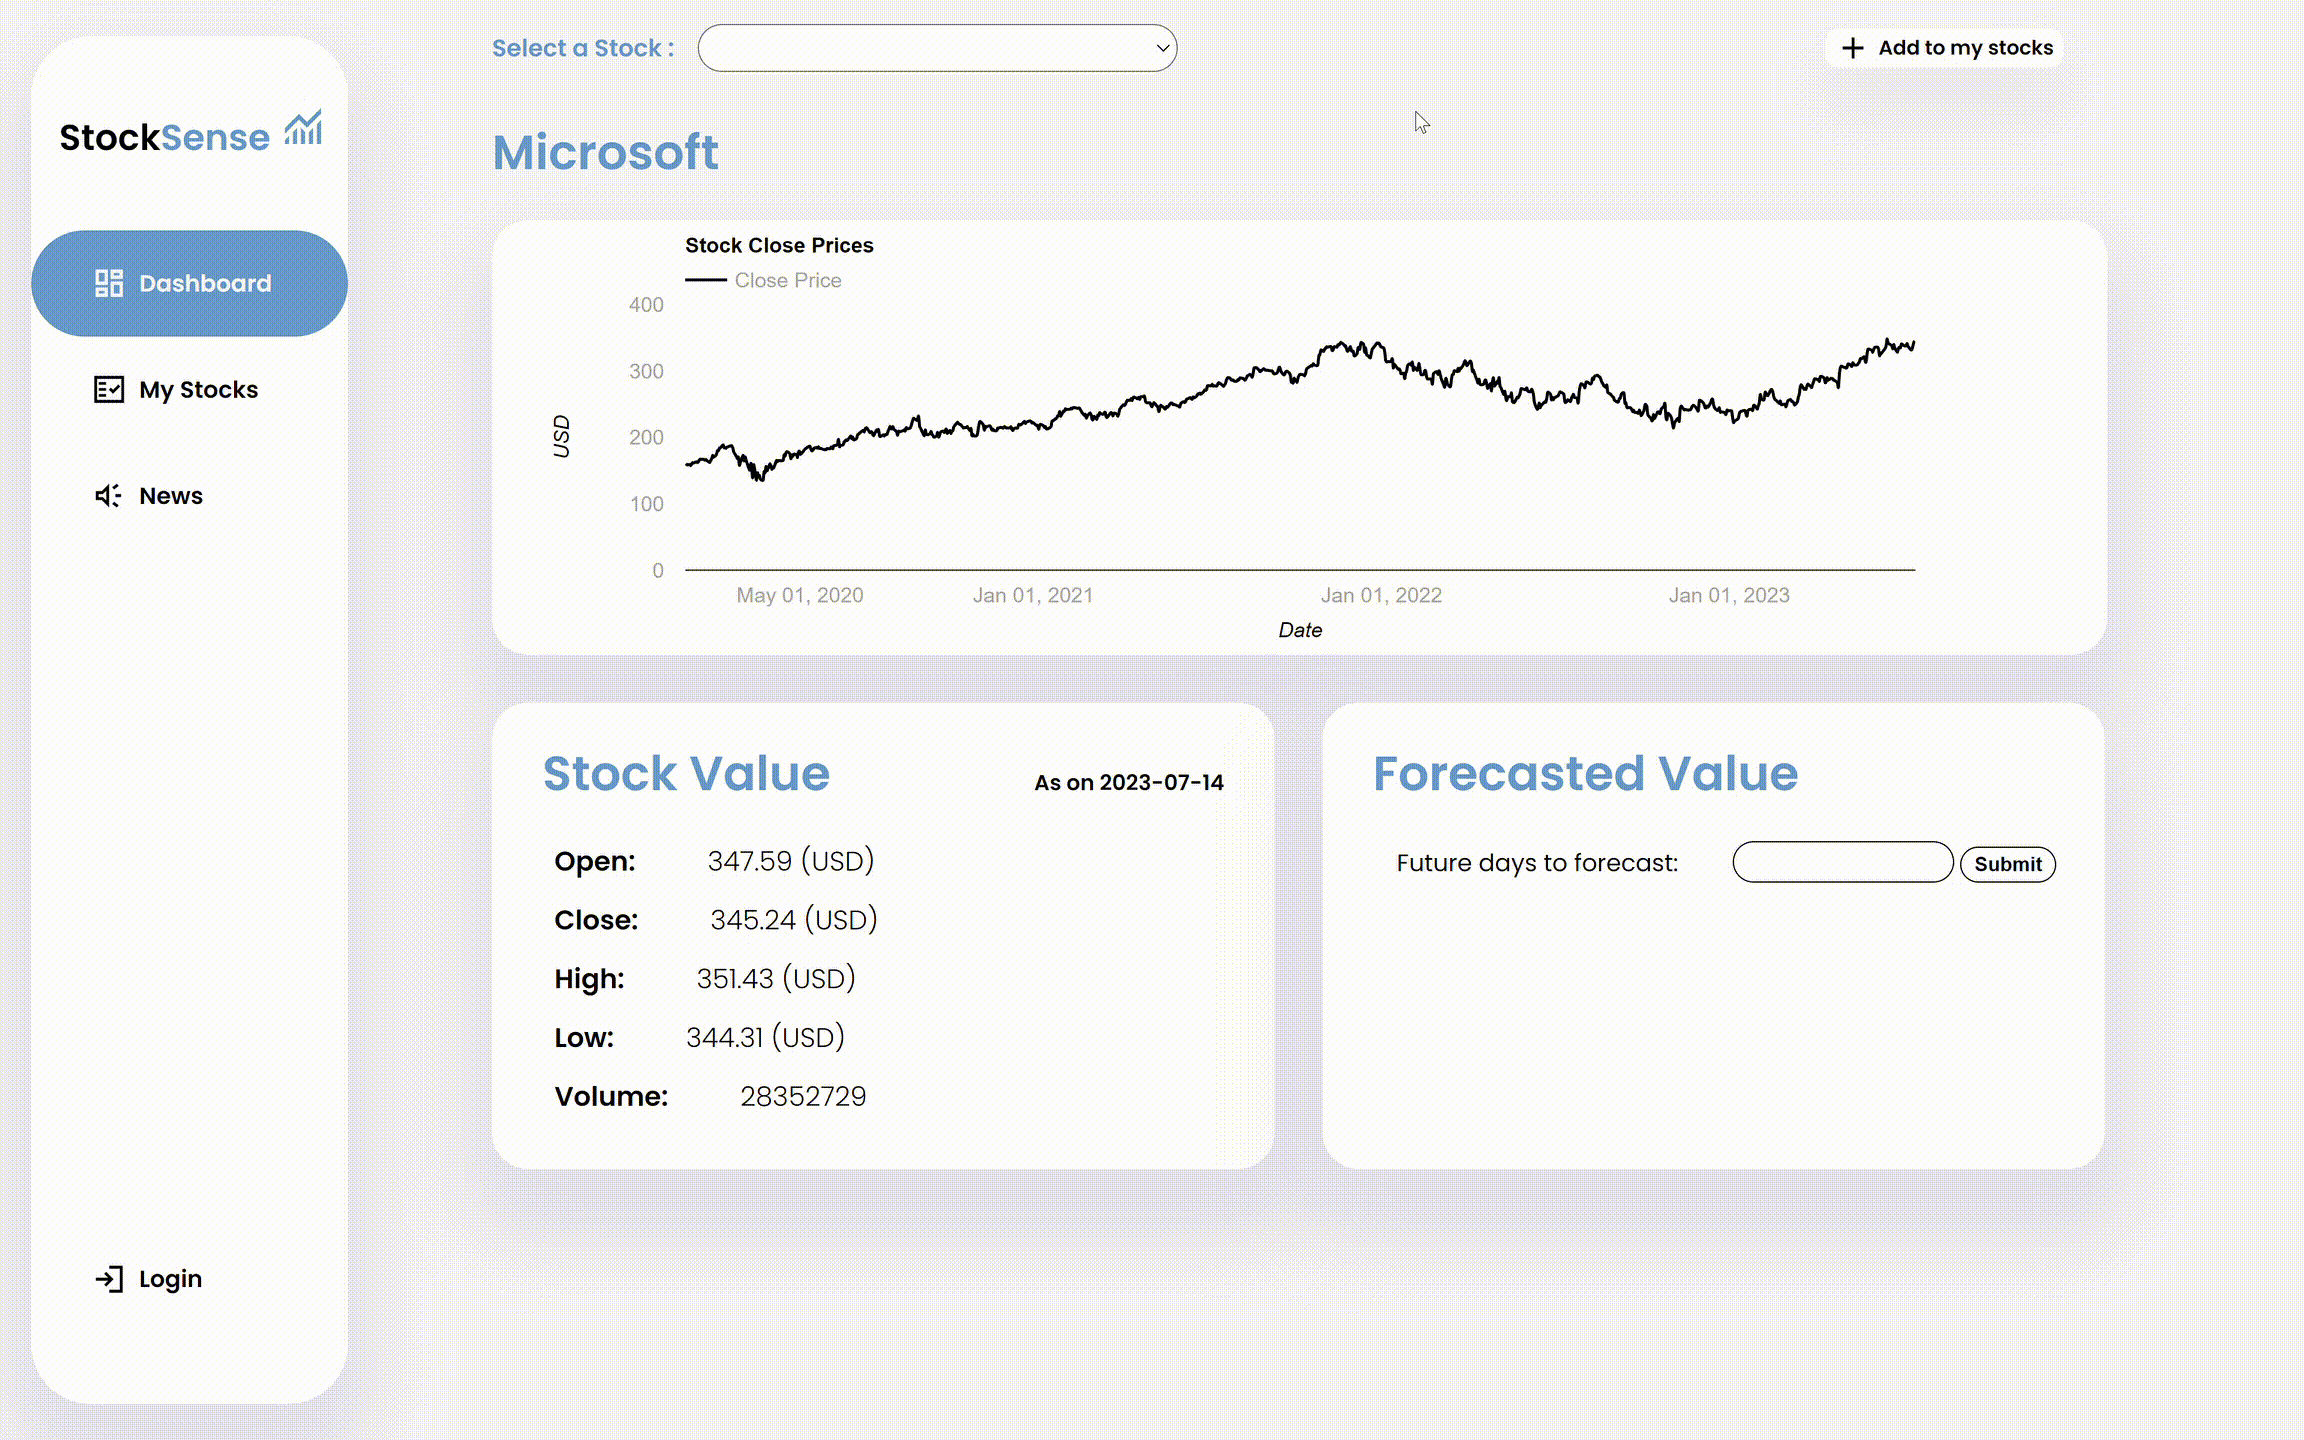 Select a Stock :
Add to my stocks
StockSense
Microsoft
Dashboard
My Stocks
News
Login
Stock Close Prices
Close Price
400
300
200
100
0
USD
May 01, 2020 Jan 01, 2021 Jan 01, 2022 Jan 01, 2023
Date
Stock Value
As on 2023-07-14
Open: 347.59 (USD)
Close: 345.24 (USD)
High: 351.43 (USD)
Low: 344.31 (USD)
Volume: 28352729
Forecasted Value
Future days to forecast: Submit